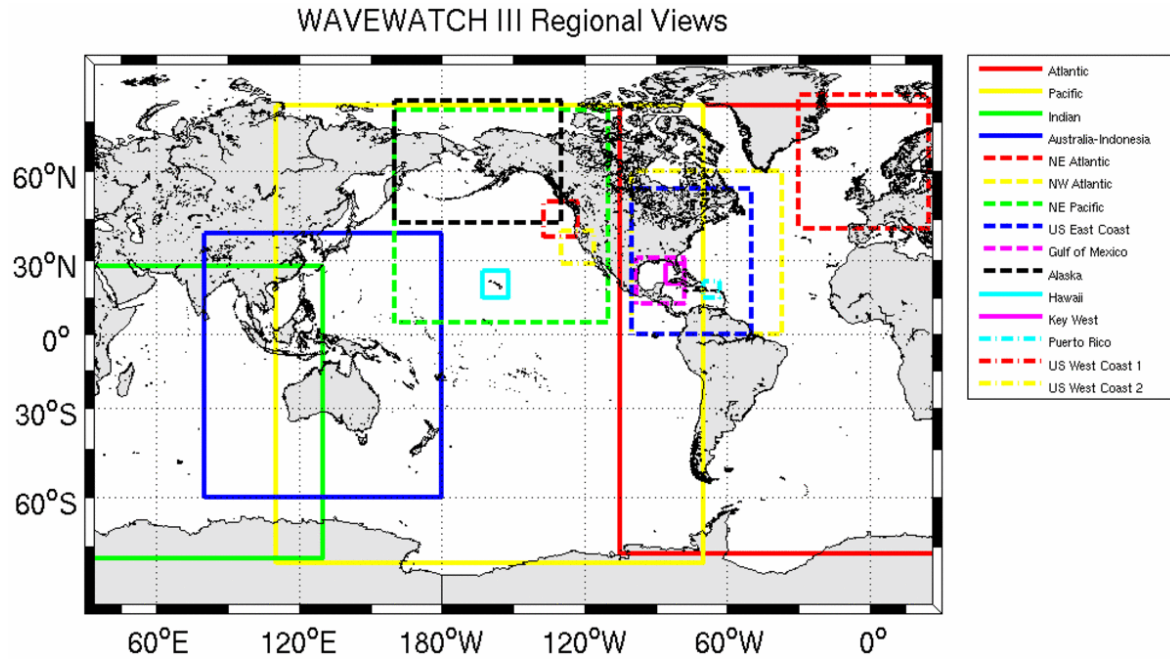 WAVEWATCH III Regional Views
Atlantic
Pacific
Indian
Australia-Indonesia
NE Atlantic
NW Atlantic
NE Pacific
US East Coast
Gulf of Mexico
Alaska
Hawaii
Key West
Puerto Rico
US West Coast 1
US West Coast 2
60°N
30°N
0°
30°S
60°S
60°E 120°E 180°W 120°W 60°W 0°